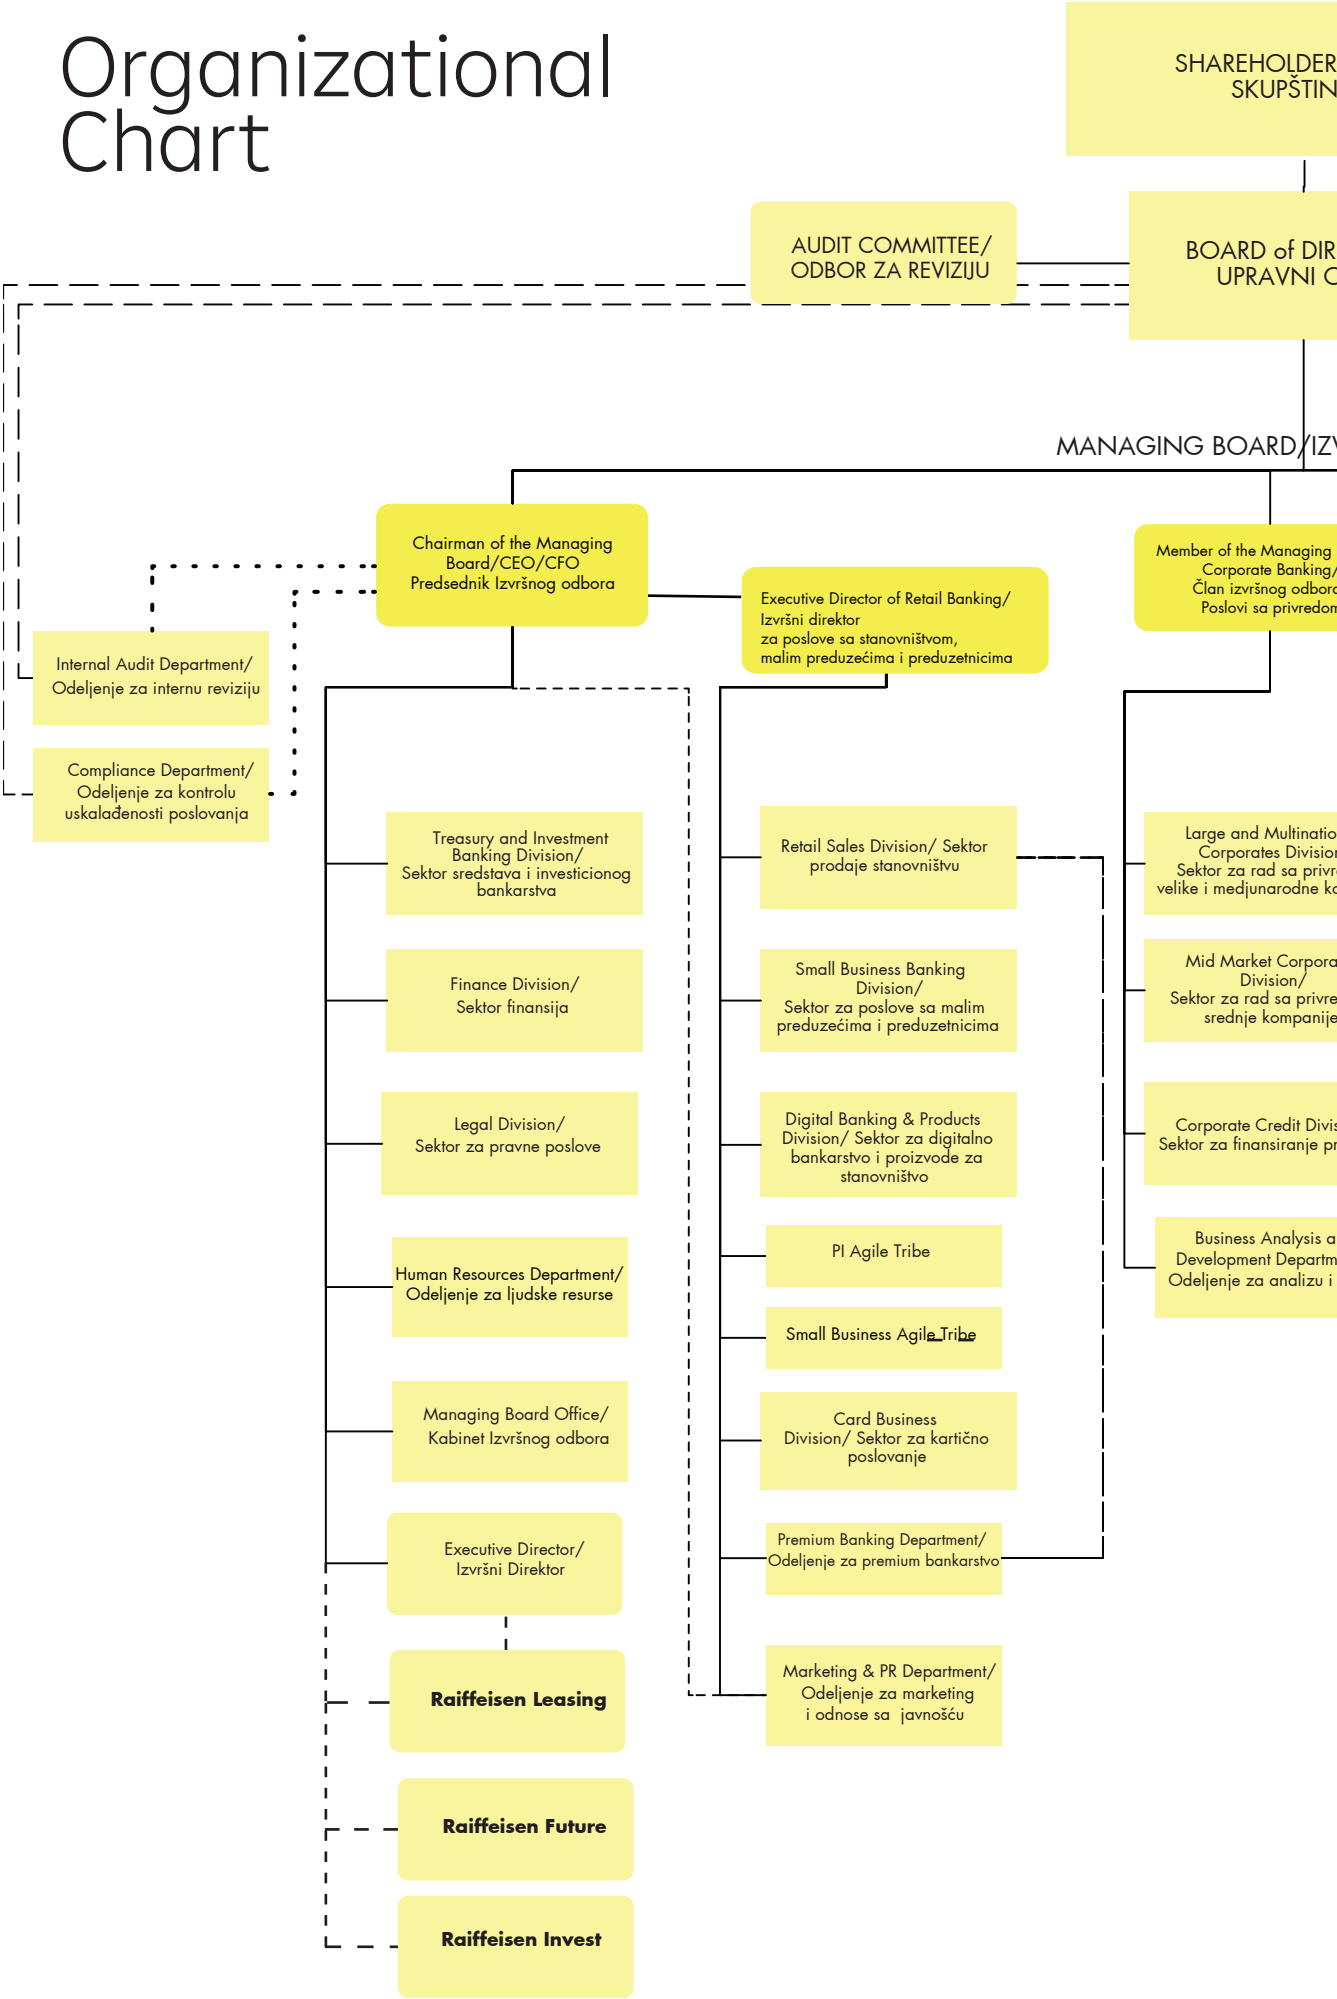 Organizational
Chart
SHAREHOLDER
SKUPŠTIN
AUDIT COMMITTEE/
ODBOR ZA REVIZIJU
BOARD of DIR
UPRAVNI O
MANAGING BOARD/IZV
Chairman of the Managing
Board/CEO/CFO
Predsednik Izvršnog odbora
Executive Director of Retail Banking/
Izvršni direktor
za poslove sa stanovništvom,
malim preduzećima i preduzetnicima
Member of the Managing
Corporate Banking/
Član izvršnog odbora
Poslovi sa privredom
Internal Audit Department/
Odeljenje za internu reviziju
Compliance Department/
Odeljenje za kontrolu
uskalađenosti poslovanja
Treasury and Investment
Banking Division/
Sektor sredstava i investicionog
bankarstva
Finance Division/
Sektor finansija
Legal Division/
Sektor za pravne poslove
Human Resources Department/
Odeljenje za ljudske resurse
Managing Board Office/
Kabinet Izvršnog odbora
Executive Director/
Izvršni Direktor
Raiffeisen Leasing
Raiffeisen Future
Raiffeisen Invest
Retail Sales Division/ Sektor
prodaje stanovništvu
Small Business Banking
Division/
Sektor za poslove sa malim
preduzećima i preduzetnicima
Digital Banking & Products
Division/ Sektor za digitalno
bankarstvo i proizvode za
stanovništvo
PI Agile Tribe
Small Business Agile Tribe
Card Business
Division/ Sektor za kartično
poslovanje
Premium Banking Department/
Odeljenje za premium bankarstvo
Marketing & PR Department/
Odeljenje za marketing
i odnose sa javnošću
Large and Multinatio
Corporates Division
Sektor za rad sa privre
velike i medjunarodne ko
Mid Market Corpora
Division/
Sektor za rad sa privre
srednje kompanije
Corporate Credit Divis
Sektor za finansiranje pr
Business Analysis a
Development Departm
Odeljenje za analizu i